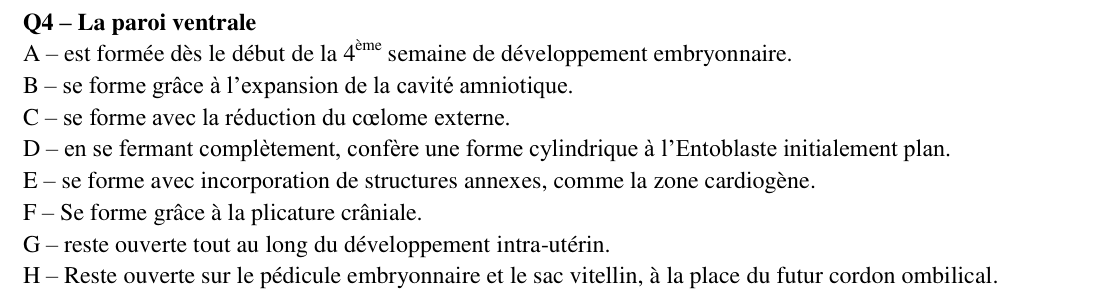 Q4 – La paroi ventrale
A – est formée dès le début de la 4ème semaine de développement embryonnaire.
B – se forme grâce à l’expansion de la cavité amniotique.
C – se forme avec la réduction du cœlome externe.
D – en se fermant complètement, confère une forme cylindrique à l’Entoblaste initialement plan.
E – se forme avec incorporation de structures annexes, comme la zone cardiogène.
F – Se forme grâce à la plicature crâniale.
G – reste ouverte tout au long du développement intra-utérin.
H – Reste ouverte sur le pédicule embryonnaire et le sac vitellin, à la place du futur cordon ombilical.